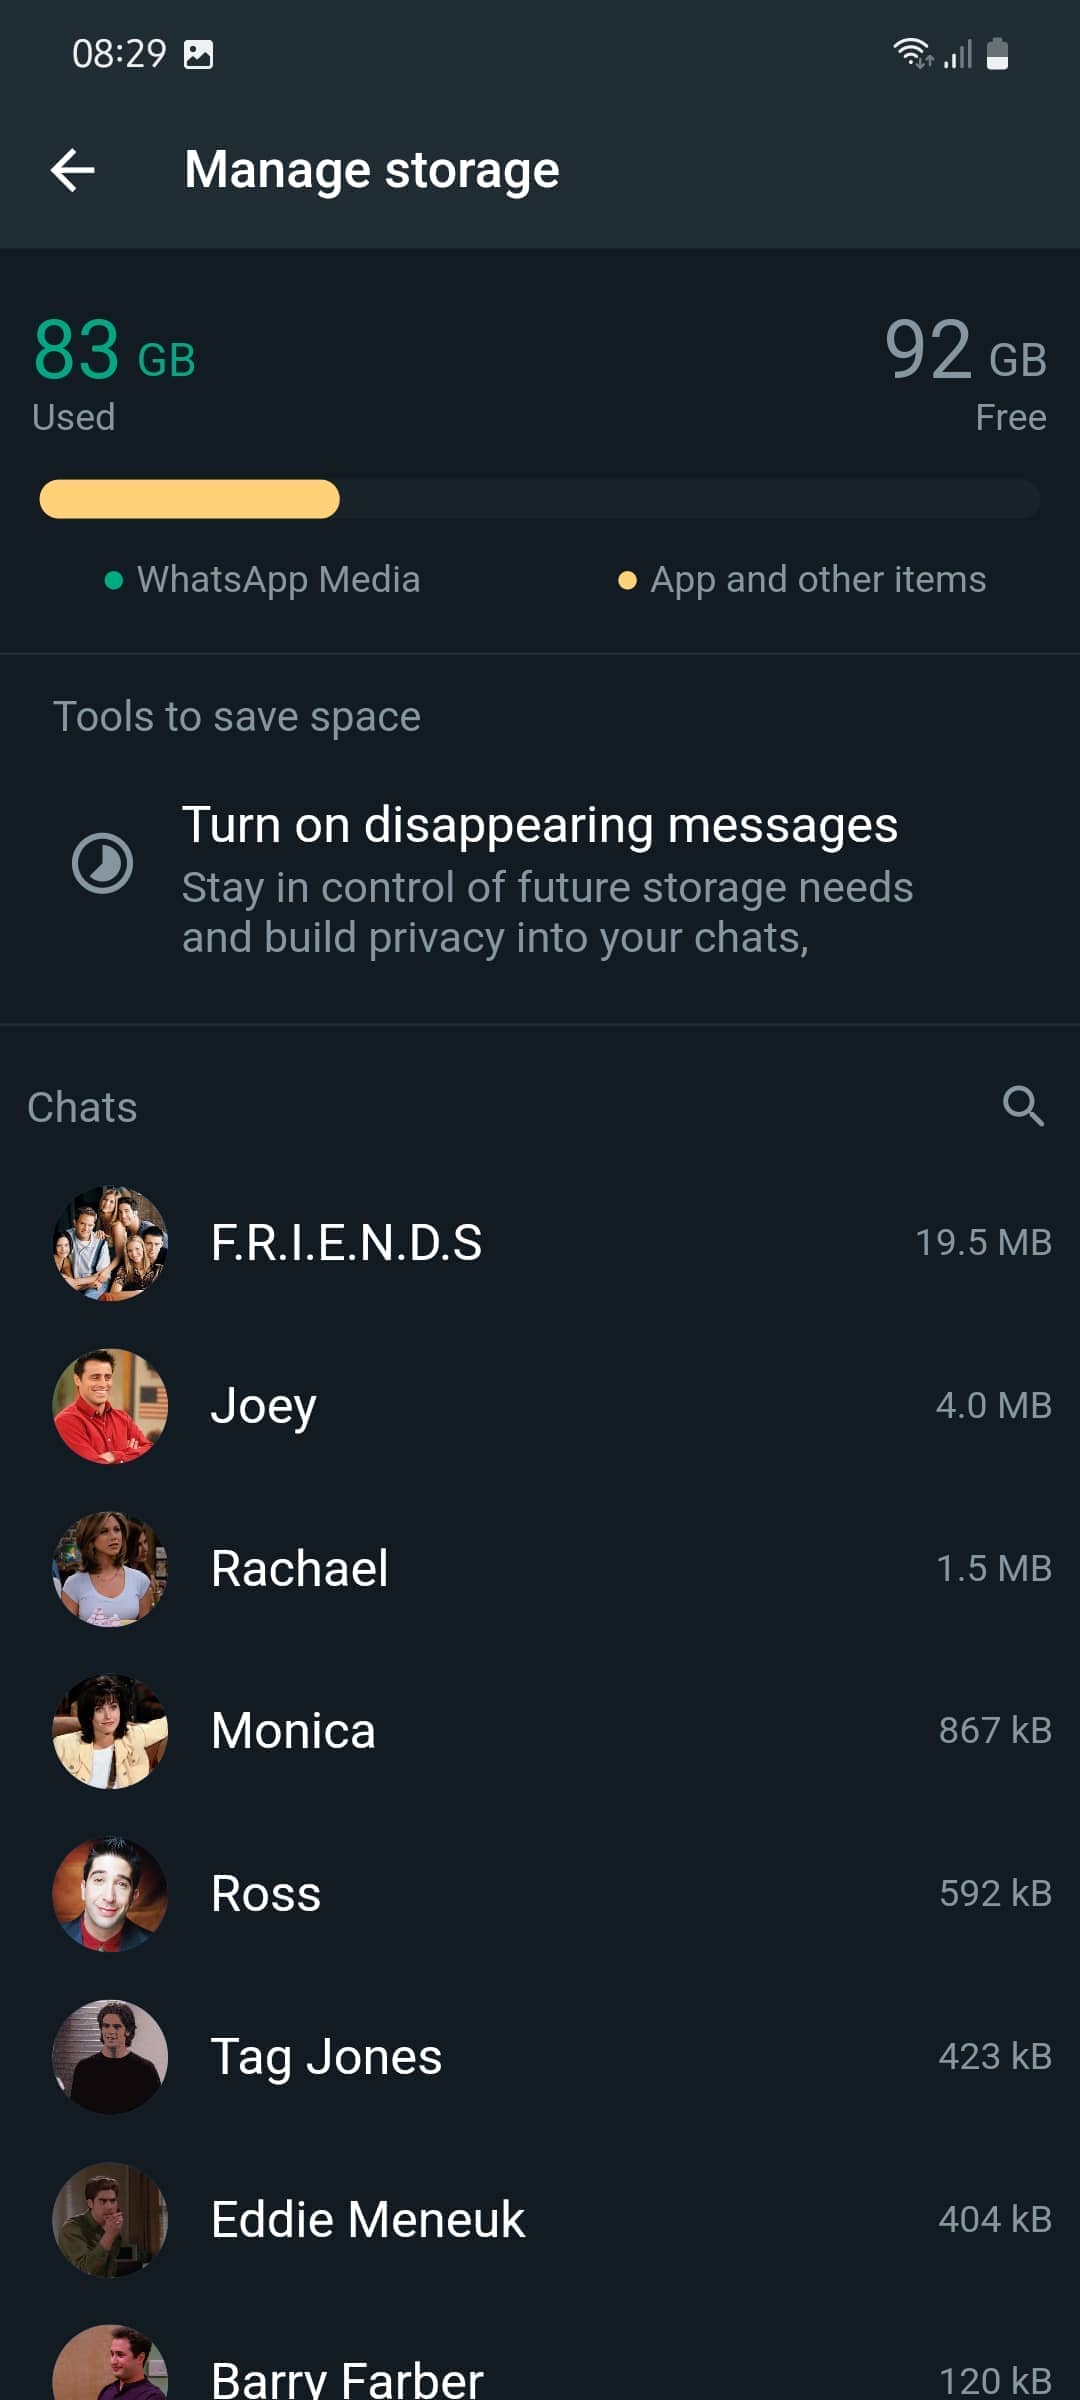 08:29
Manage storage
83 GB
92 GB
Used
Free
WhatsApp Media
App and other items
Tools to save space
Turn on disappearing messages
Stay in control of future storage needs
and build privacy into your chats,
Chats
F.R.I.E.N.D.S
19.5 MB
Joey
4.0 MB
Rachael
1.5 MB
Monica
867 kB
Ross
592 kB
Tag Jones
423 kB
Eddie Meneuk
404 kB
Barry Farber
120 kB